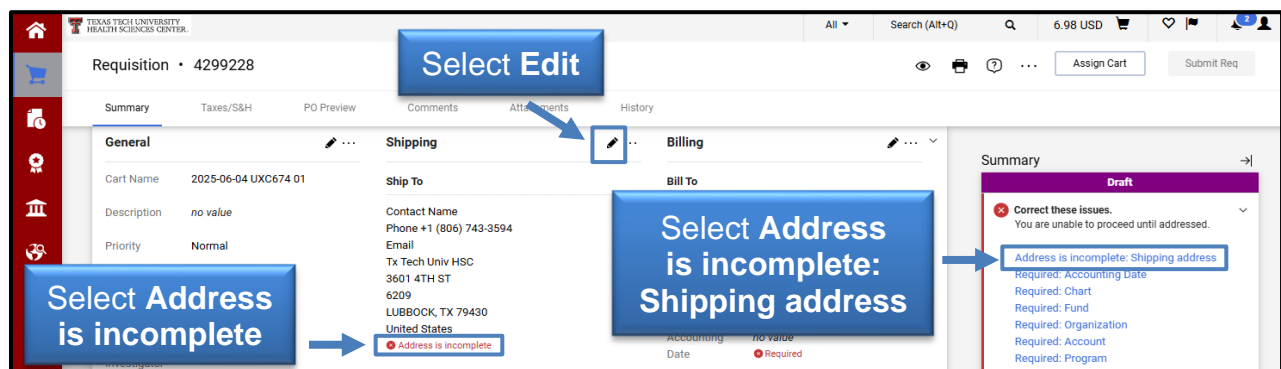 TEXAS TECH UNIVERSITY
HEALTH SCIENCES CENTER.
All
Search (Alt+Q)
6.98 USD
2
Requisition • 4299228
Select Edit
Assign Cart
Submit Req
Summary
Taxes/S&H
PO Preview
Comments
Attachments
History
General
Shipping
Billing
Summary
Cart Name
2025-06-04 UXC674 01
Ship To
Bill To
Draft
Description
no value
Contact Name
Phone +1 (806) 743-3594
Correct these issues.
You are unable to proceed until addressed.
Priority
Normal
Email
Tx Tech Univ HSC
3601 4TH ST
6209
LUBBOCK, TX 79430
United States
Address is incomplete
Select Address
is incomplete
Select Address
is incomplete:
Shipping address
Accounting
Date
no value
Required
Address is incomplete: Shipping address
Required: Accounting Date
Required: Chart
Required: Fund
Required: Organization
Required: Account
Required: Program